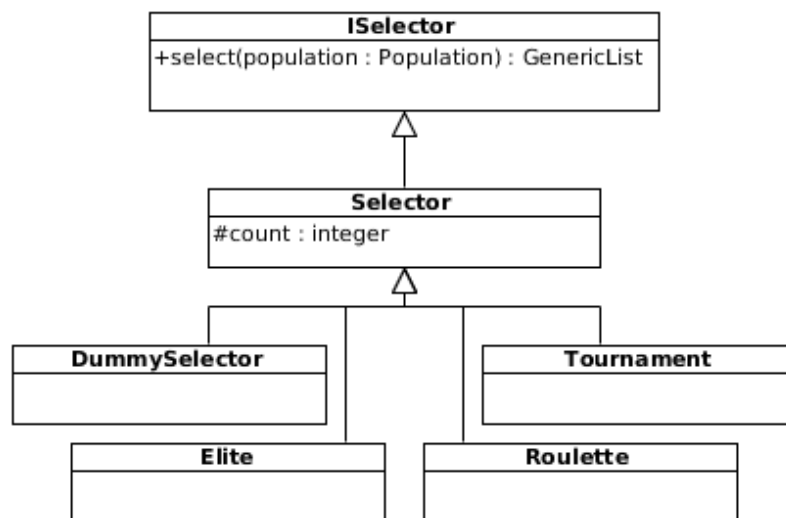 ISelector
+select(population : Population) : GenericList
Selector
#count : integer
DummySelector
Tournament
Elite
Roulette